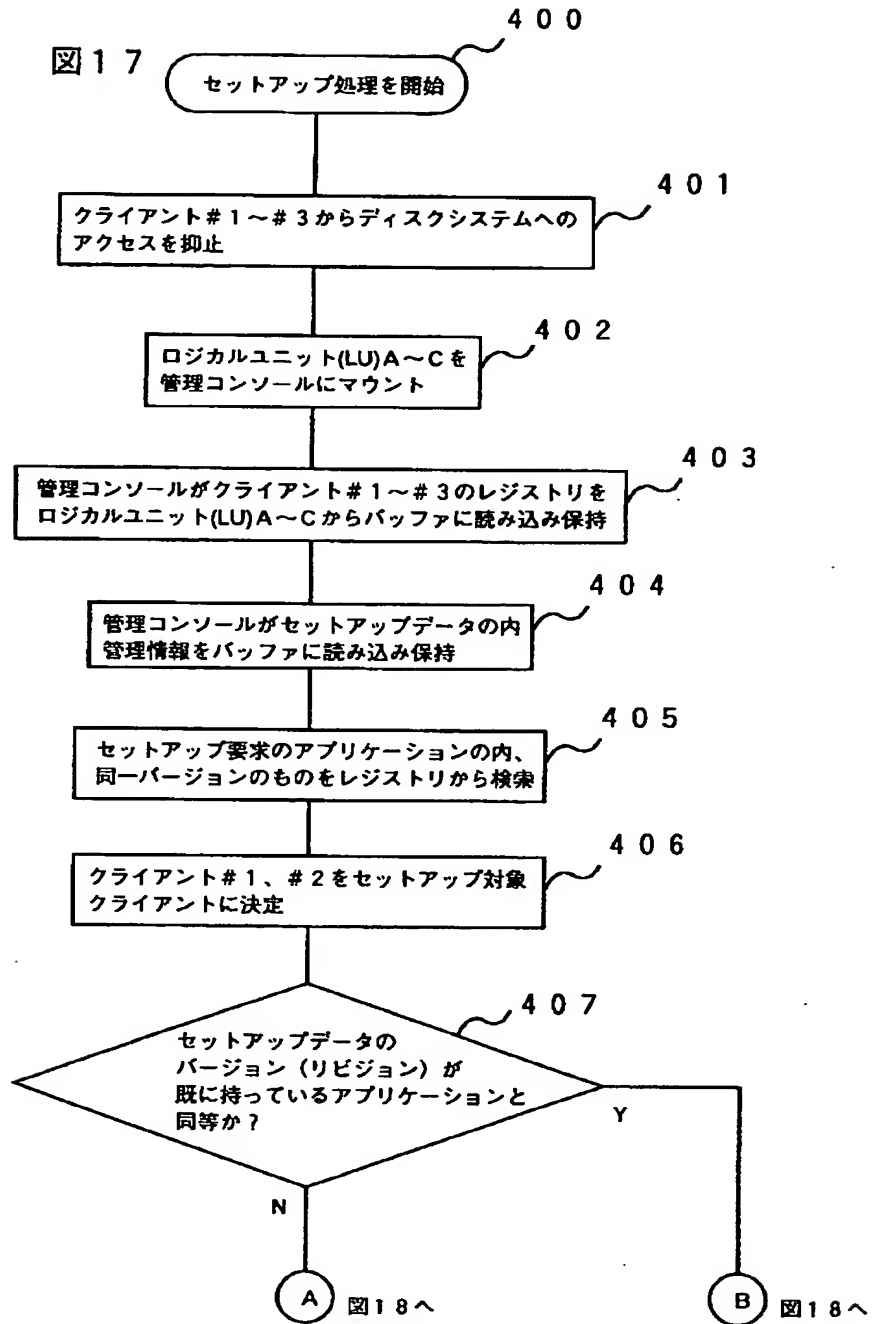 図17
400
セットアップ処理を開始
401
クライアント#1~#3からディスクシステムへの
アクセスを抑止
402
ロジカルユニット(LU)A~Cを
管理コンソールにマウント
403
管理コンソールがクライアント#1~#3のレジストリを
ロジカルユニット(LU)A~Cからバッファに読み込み保持
404
管理コンソールがセットアップデータの内
管理情報をバッファに読み込み保持
405
セットアップ要求のアプリケーションの内、
同一バージョンのものをレジストリから検索
406
クライアント#1、#2をセットアップ対象
クライアントに決定
407
セットアップデータの
バージョン(リビジョン)が
既に持っているアプリケーションと
同等か?
Y
N
A 図18へ
B 図18へ